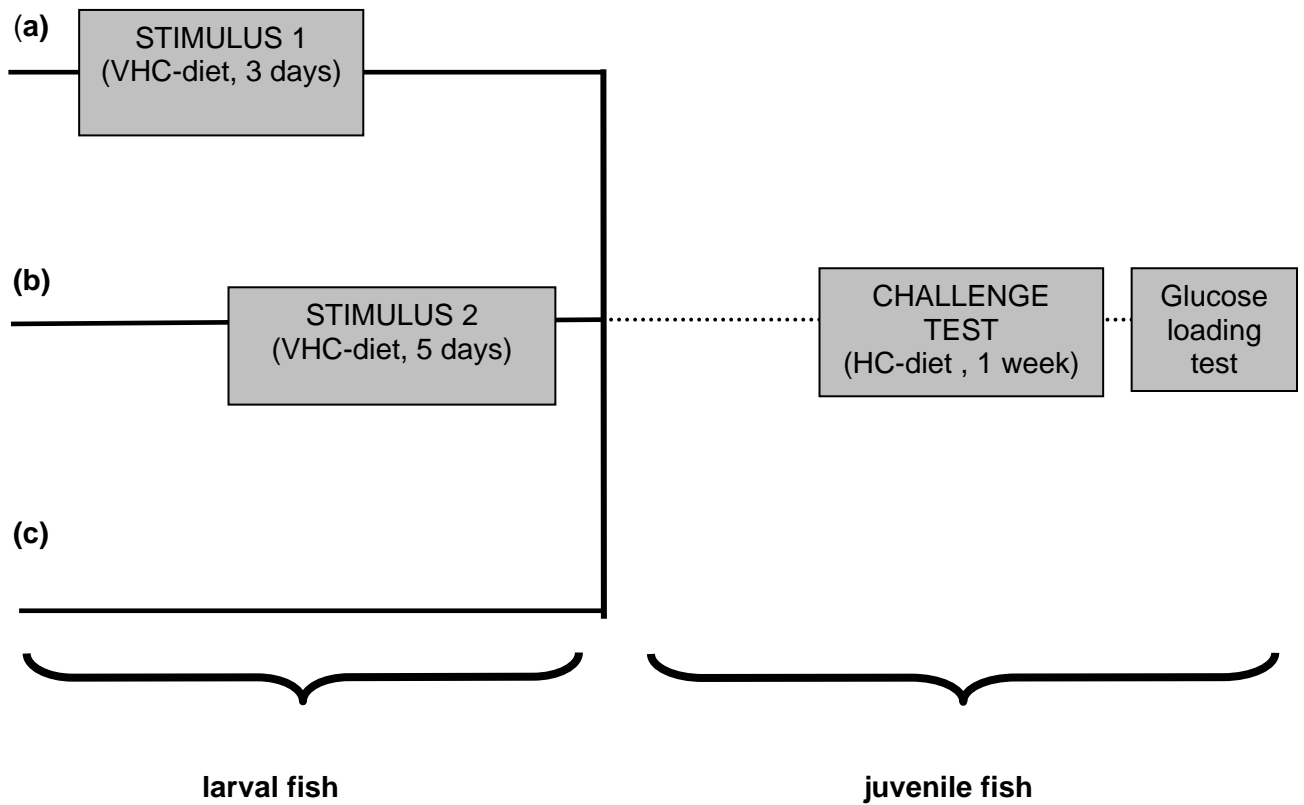 (a)
STIMULUS 1
(VHC-diet, 3 days)
(b)
STIMULUS 2
(VHC-diet, 5 days)
CHALLENGE
TEST
(HC-diet , 1 week)
Glucose
loading
test
(c)
larval fish
juvenile fish